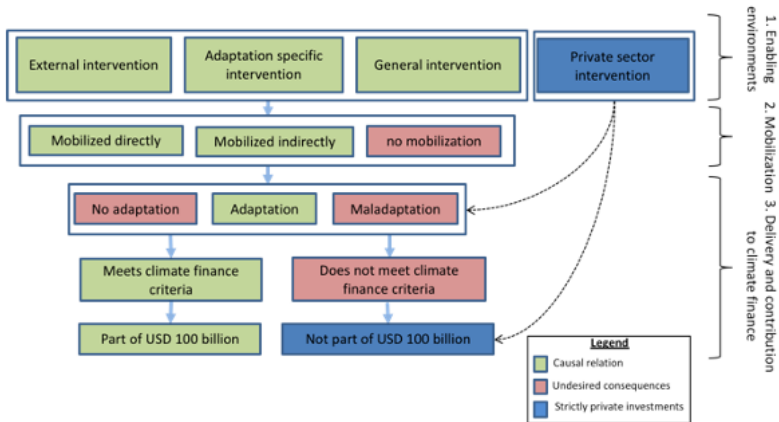 External intervention
Adaptation specific
intervention
General intervention
Private sector
intervention
1. Enabling
environments
Mobilized directly
Mobilized indirectly
no mobilization
2. Mobilization
No adaptation
Adaptation
Maladaptation
3. Delivery and contribution
to climate finance
Meets climate finance
criteria
Does not meet climate
finance criteria
Part of USD 100 billion
Not part of USD 100 billion
Legend
Causal relation
Undesired consequences
Strictly private investments